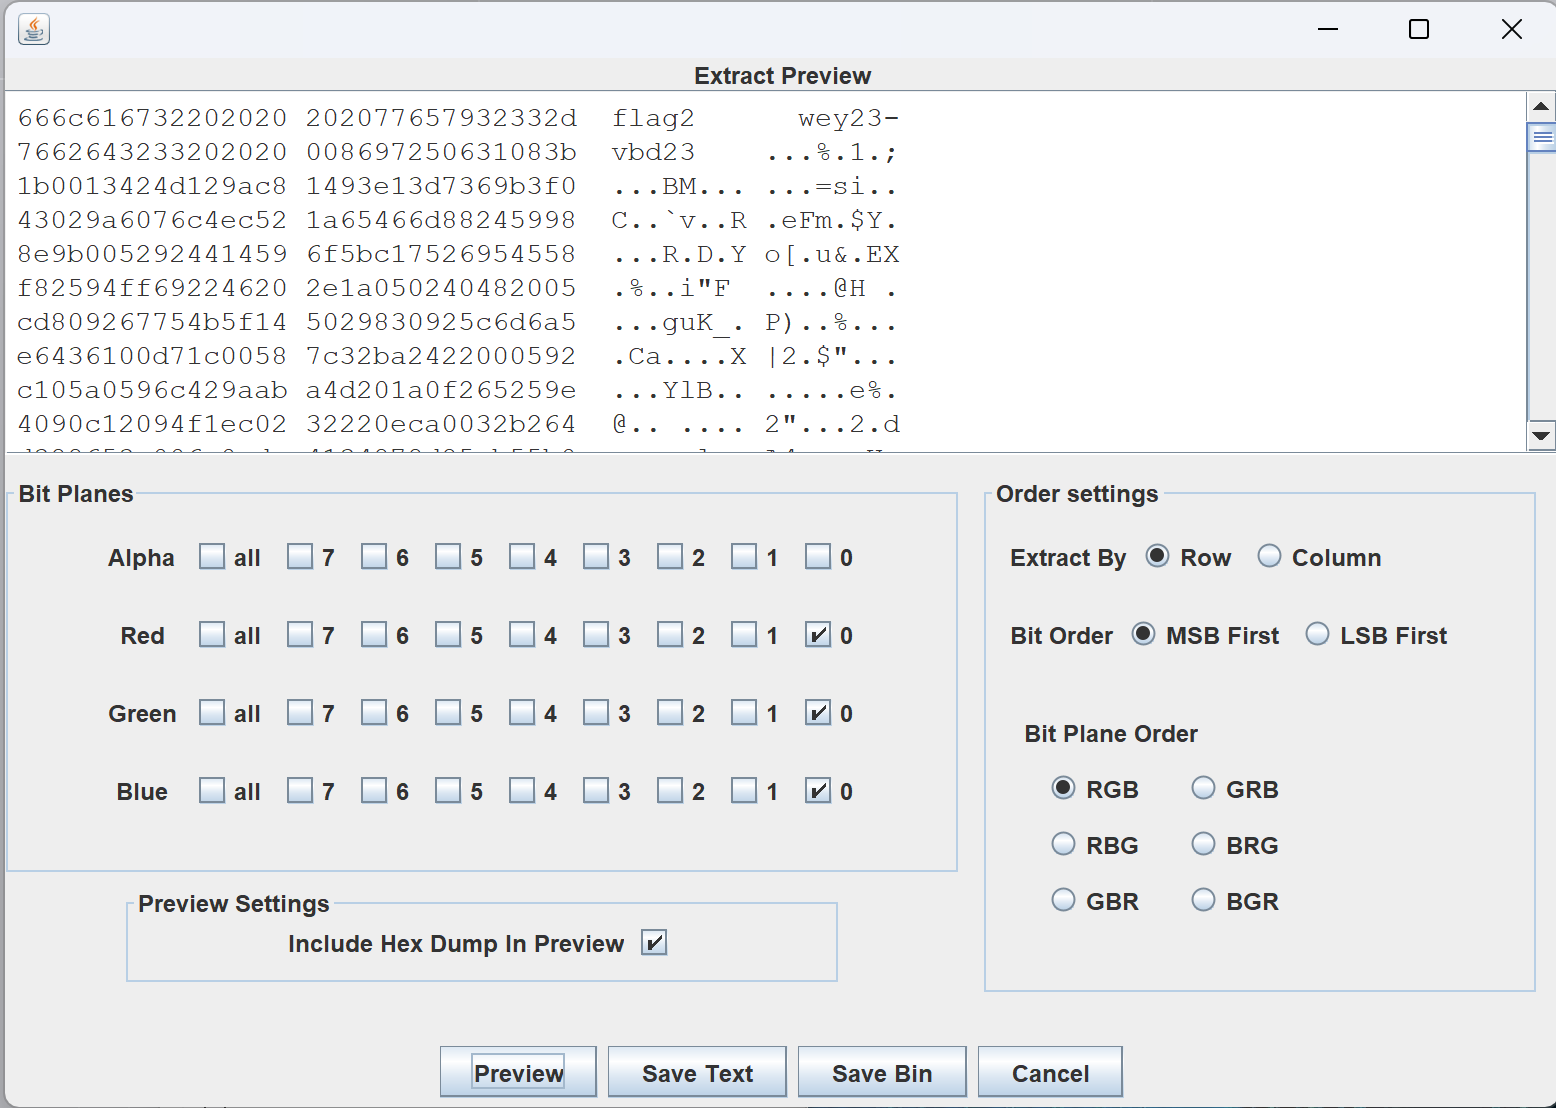 Extract Preview
666c616732202020 202077657932332d flag2 wey23-
7662643233202020 008697250631083b vbd23 ...%.1.;
1b0013424d129ac8 1493e13d7369b3f0 ...BM... ...=si..
43029a6076c4ec52 1a65466d88245998 C..`v..R .eFm.$Y.
8e9b005292441459 6f5bc17526954558 ...R.D.Y o[.u&.EX
f82594ff69224620 2e1a050240482005 .%..i"F ....@H .
cd809267754b5f14 5029830925c6d6a5 ...guK_. P)..%...
e6436100d71c0058 7c32ba2422000592 .Ca....X |2.$"...
c105a0596c429aab a4d201a0f265259e ...YlB.. .....e%.
4090c12094f1ec02 32220eca0032b264 @.. .... 2"...2.d
Bit Planes
Alpha all 7 6 5 4 3 2 1 0
Red all 7 6 5 4 3 2 1 0
Green all 7 6 5 4 3 2 1 0
Blue all 7 6 5 4 3 2 1 0
Preview Settings
Include Hex Dump In Preview
Order settings
Extract By Row Column
Bit Order MSB First LSB First
Bit Plane Order
RGB GRB
RBG BRG
GBR BGR
Preview Save Text Save Bin Cancel